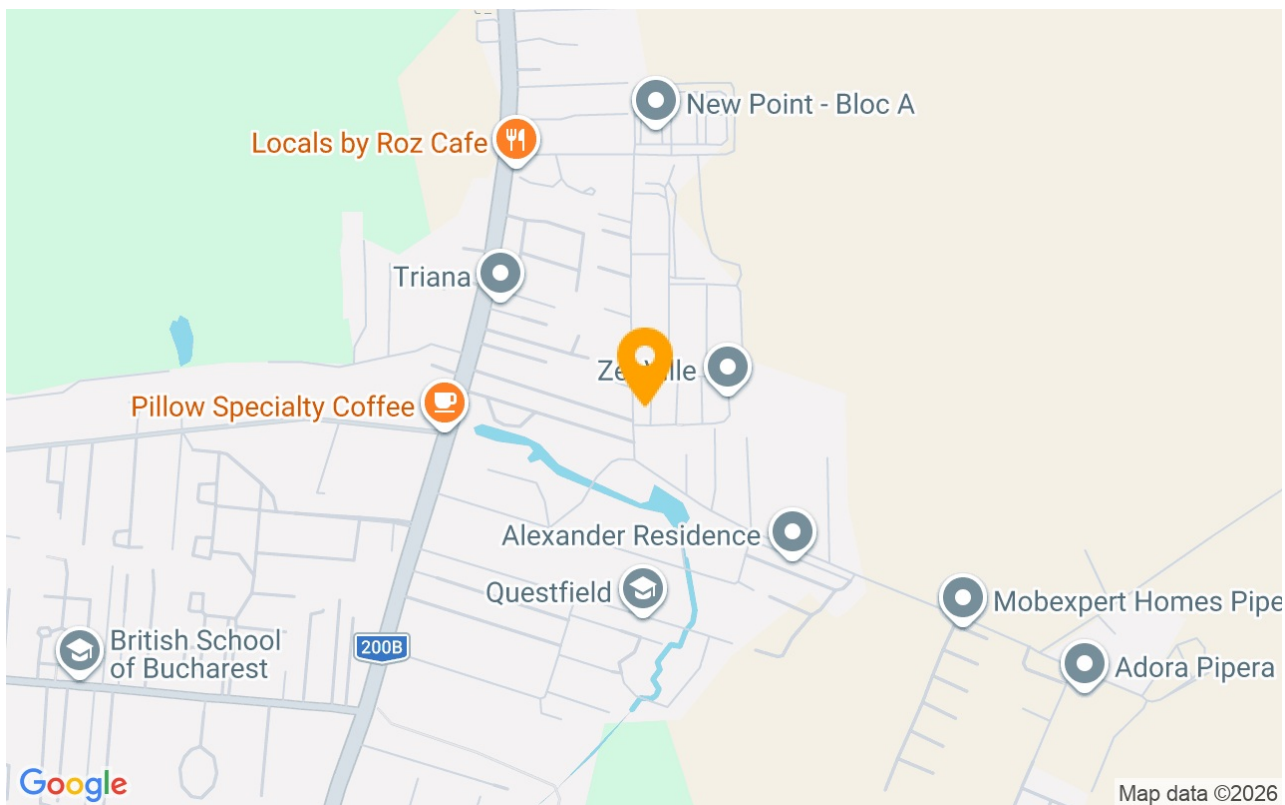 New Point - Bloc A
Locals by Roz Cafe
Triana
Pillow Specialty Coffee
Alexander Residence
Questfield
Mobexpert Homes Pipe
British School
of Bucharest
200B
Adora Pipera
Google
Map data ©2026